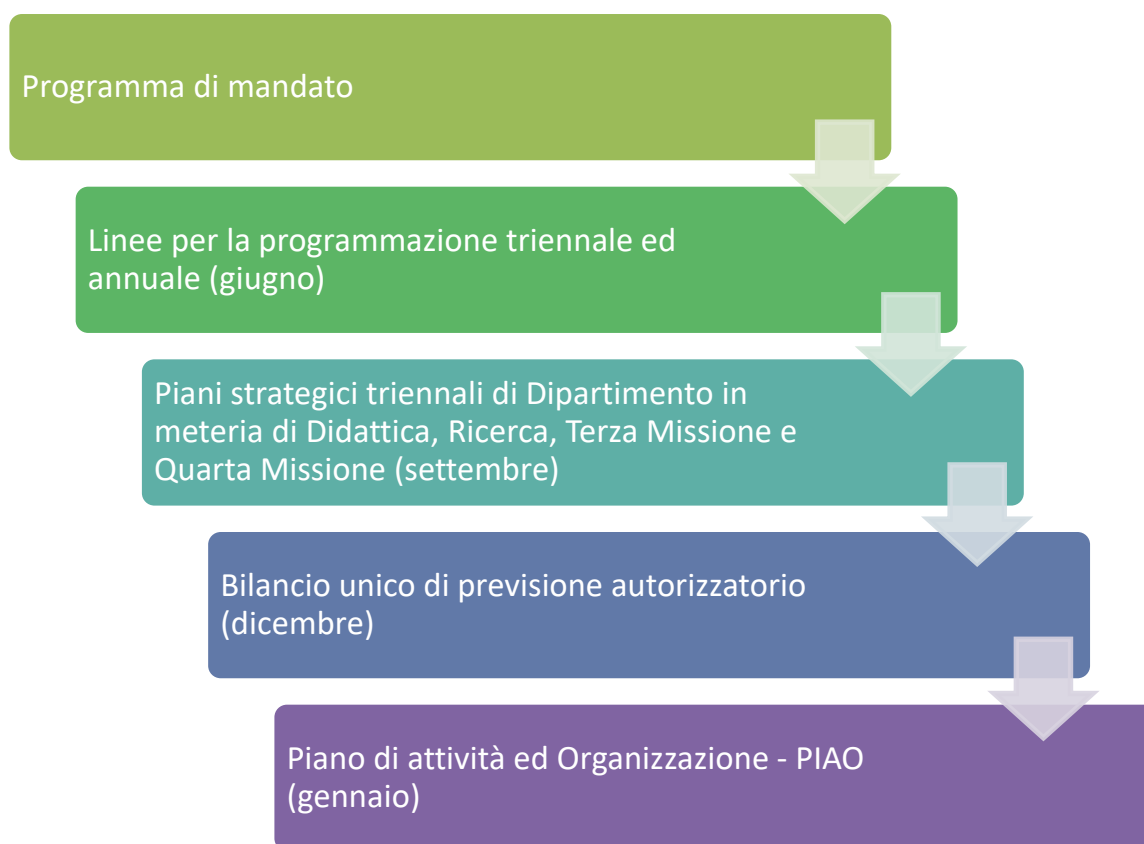 Programma di mandato
Linee per la programmazione triennale ed
annuale (giugno)
Piani strategici triennali di Dipartimento in
meteria di Didattica, Ricerca, Terza Missione e
Quarta Missione (settembre)
Bilancio unico di previsione autorizzatorio
(dicembre)
Piano di attività ed Organizzazione - PIAO
(gennaio)